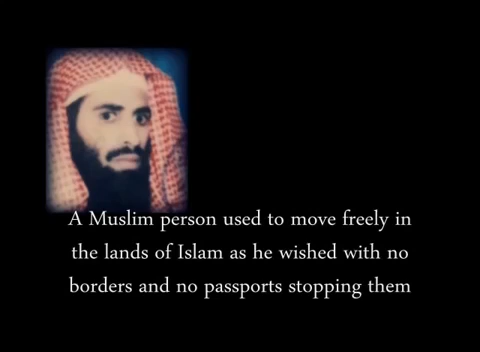 A Muslim person used to move freely in
the lands of Islam as he wished with no
borders and no passports stopping them